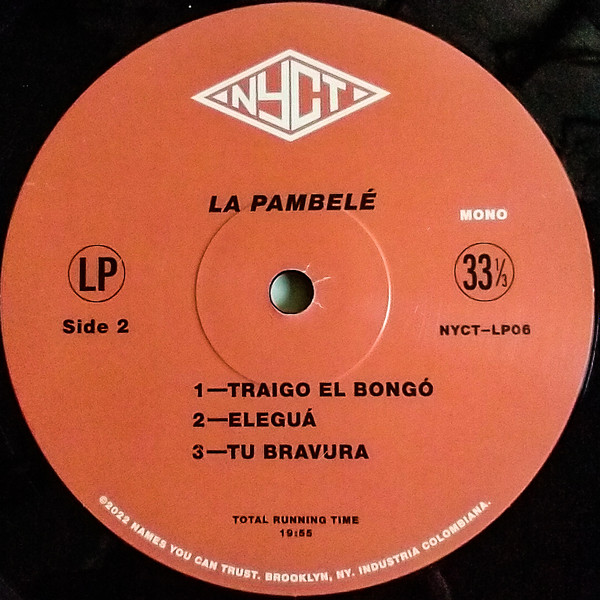 NYCT
LA PAMBELÉ
MONO
LP
33⅓
Side 2
NYCT-LP06
1—TRAIGO EL BONGÓ
2—ELEGUÁ
3—TU BRAVURA
TOTAL RUNNING TIME
19:55
©2022 NAMES YOU CAN TRUST. BROOKLYN, NY. INDUSTRIA COLOMBIANA.